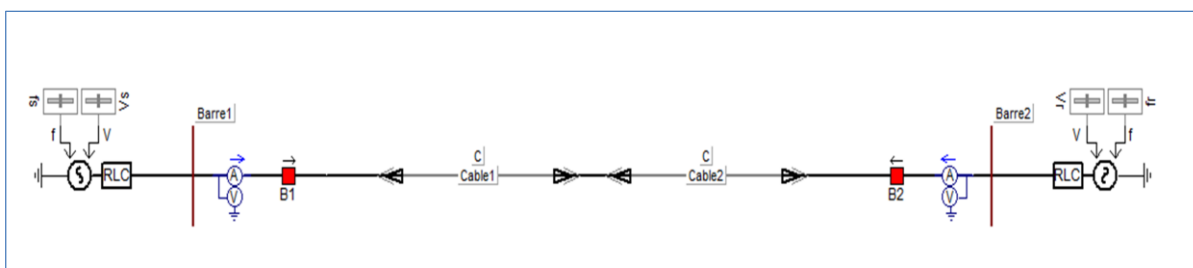 fs
Vs
f
V
RLC
Barre1
A
V
B1
C
Cable1
C
Cable2
B2
A
V
Barre2
RLC
Vr
fr
V
f